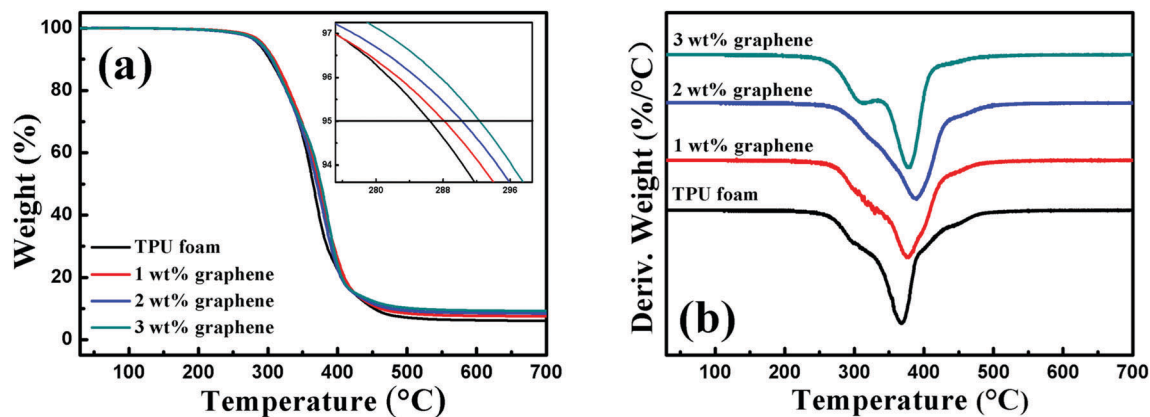 (a)
Weight (%)
100
80
60
40
20
0
97
96
95
94
280
284
288
292
296
TPU foam
1 wt% graphene
2 wt% graphene
3 wt% graphene
100
200
300
400
500
600
700
Temperature (°C)
(b)
Deriv. Weight (%/°C)
3 wt% graphene
2 wt% graphene
1 wt% graphene
TPU foam
100
200
300
400
500
600
700
Temperature (°C)